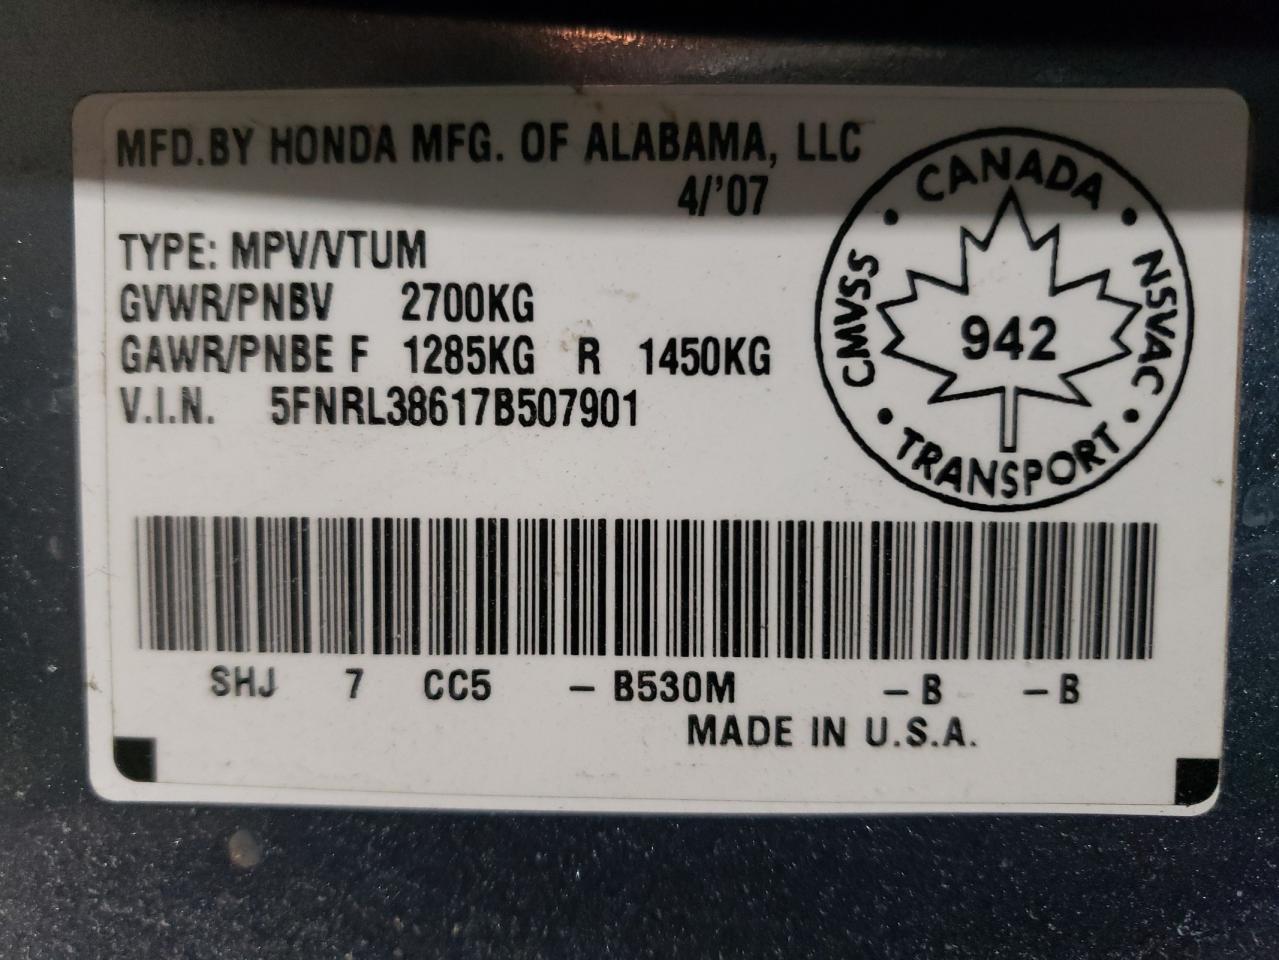 MFD.BY HONDA MFG. OF ALABAMA, LLC
4/'07
TYPE: MPV/VTUM
GVWR/PNBV 2700KG
GAWR/PNBE F 1285KG R 1450KG
V.I.N. 5FNRL38617B507901
CANADA
CMVSS
NSVAC
942
TRANSPORT
SHJ 7 CC5 - B530M - B - B
MADE IN U.S.A.